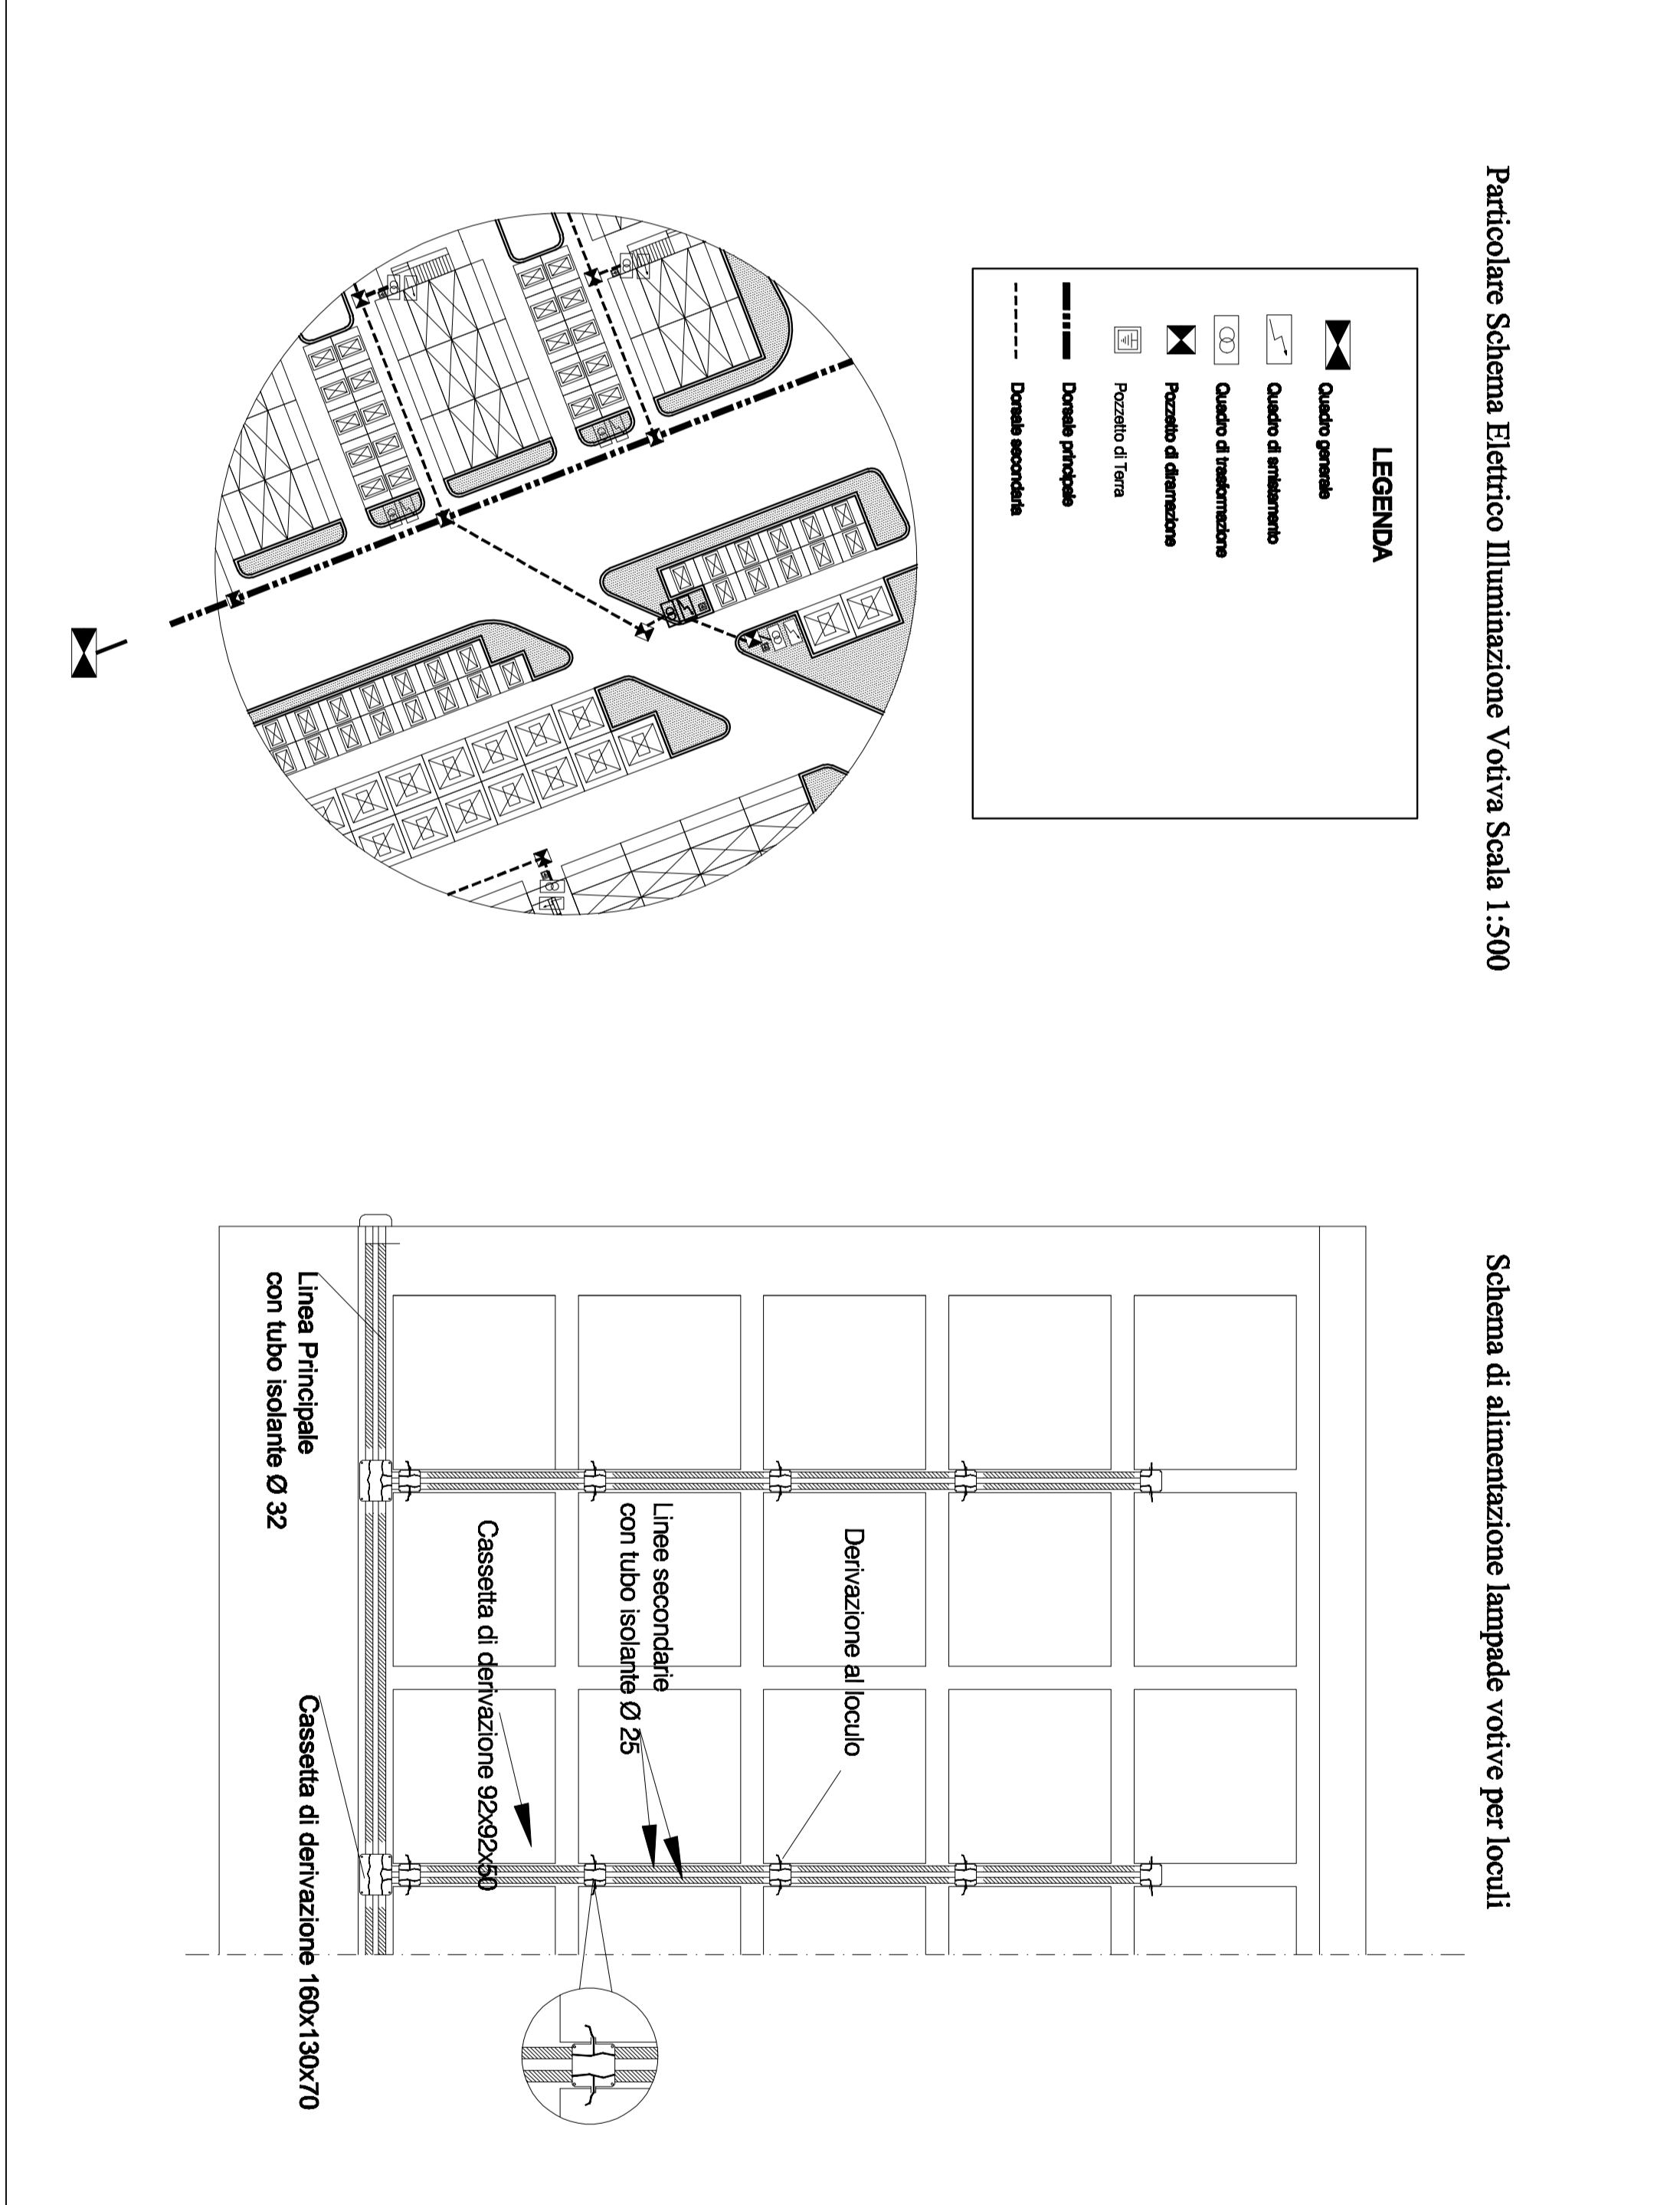 Particolare Schema Elettrico Illuminazione Votiva Scala 1:500
LEGENDA
Quadro generale
Quadro di smistamento
Quadro di trasformazione
Pozzetto di diramazione
Pozzetto di Terra
Dorsale principale
Dorsale secondaria
Schema di alimentazione lampade votive per loculi
Derivazione al loculo
Linee secondarie
con tubo isolante Ø 25
Cassetta di derivazione 92x92x50
Linea Principale
con tubo isolante Ø 32
Cassetta di derivazione 160x130x70